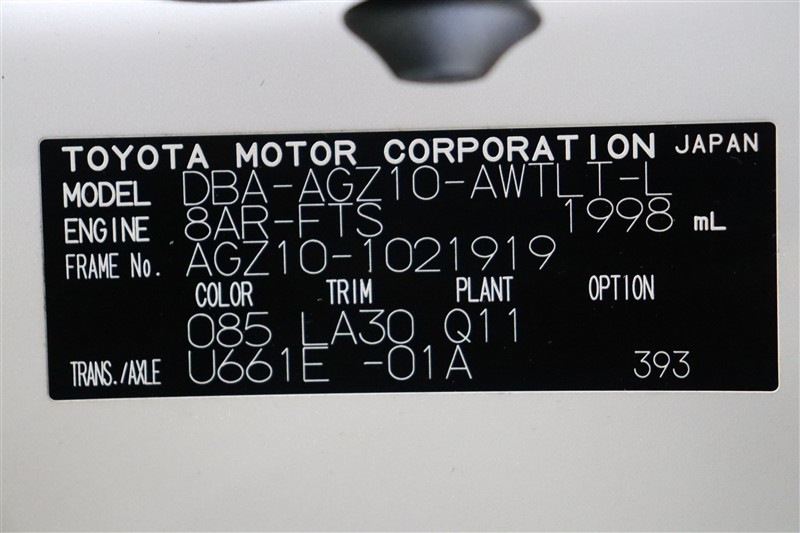 TOYOTA MOTOR CORPORATION JAPAN
MODEL DBA-AGZ10-AWTLT-L
ENGINE 8AR-FTS 1998 mL
FRAME No. AGZ10-1021919
COLOR TRIM PLANT OPTION
085 LA30 Q11
TRANS./AXLE U661E -01A 393